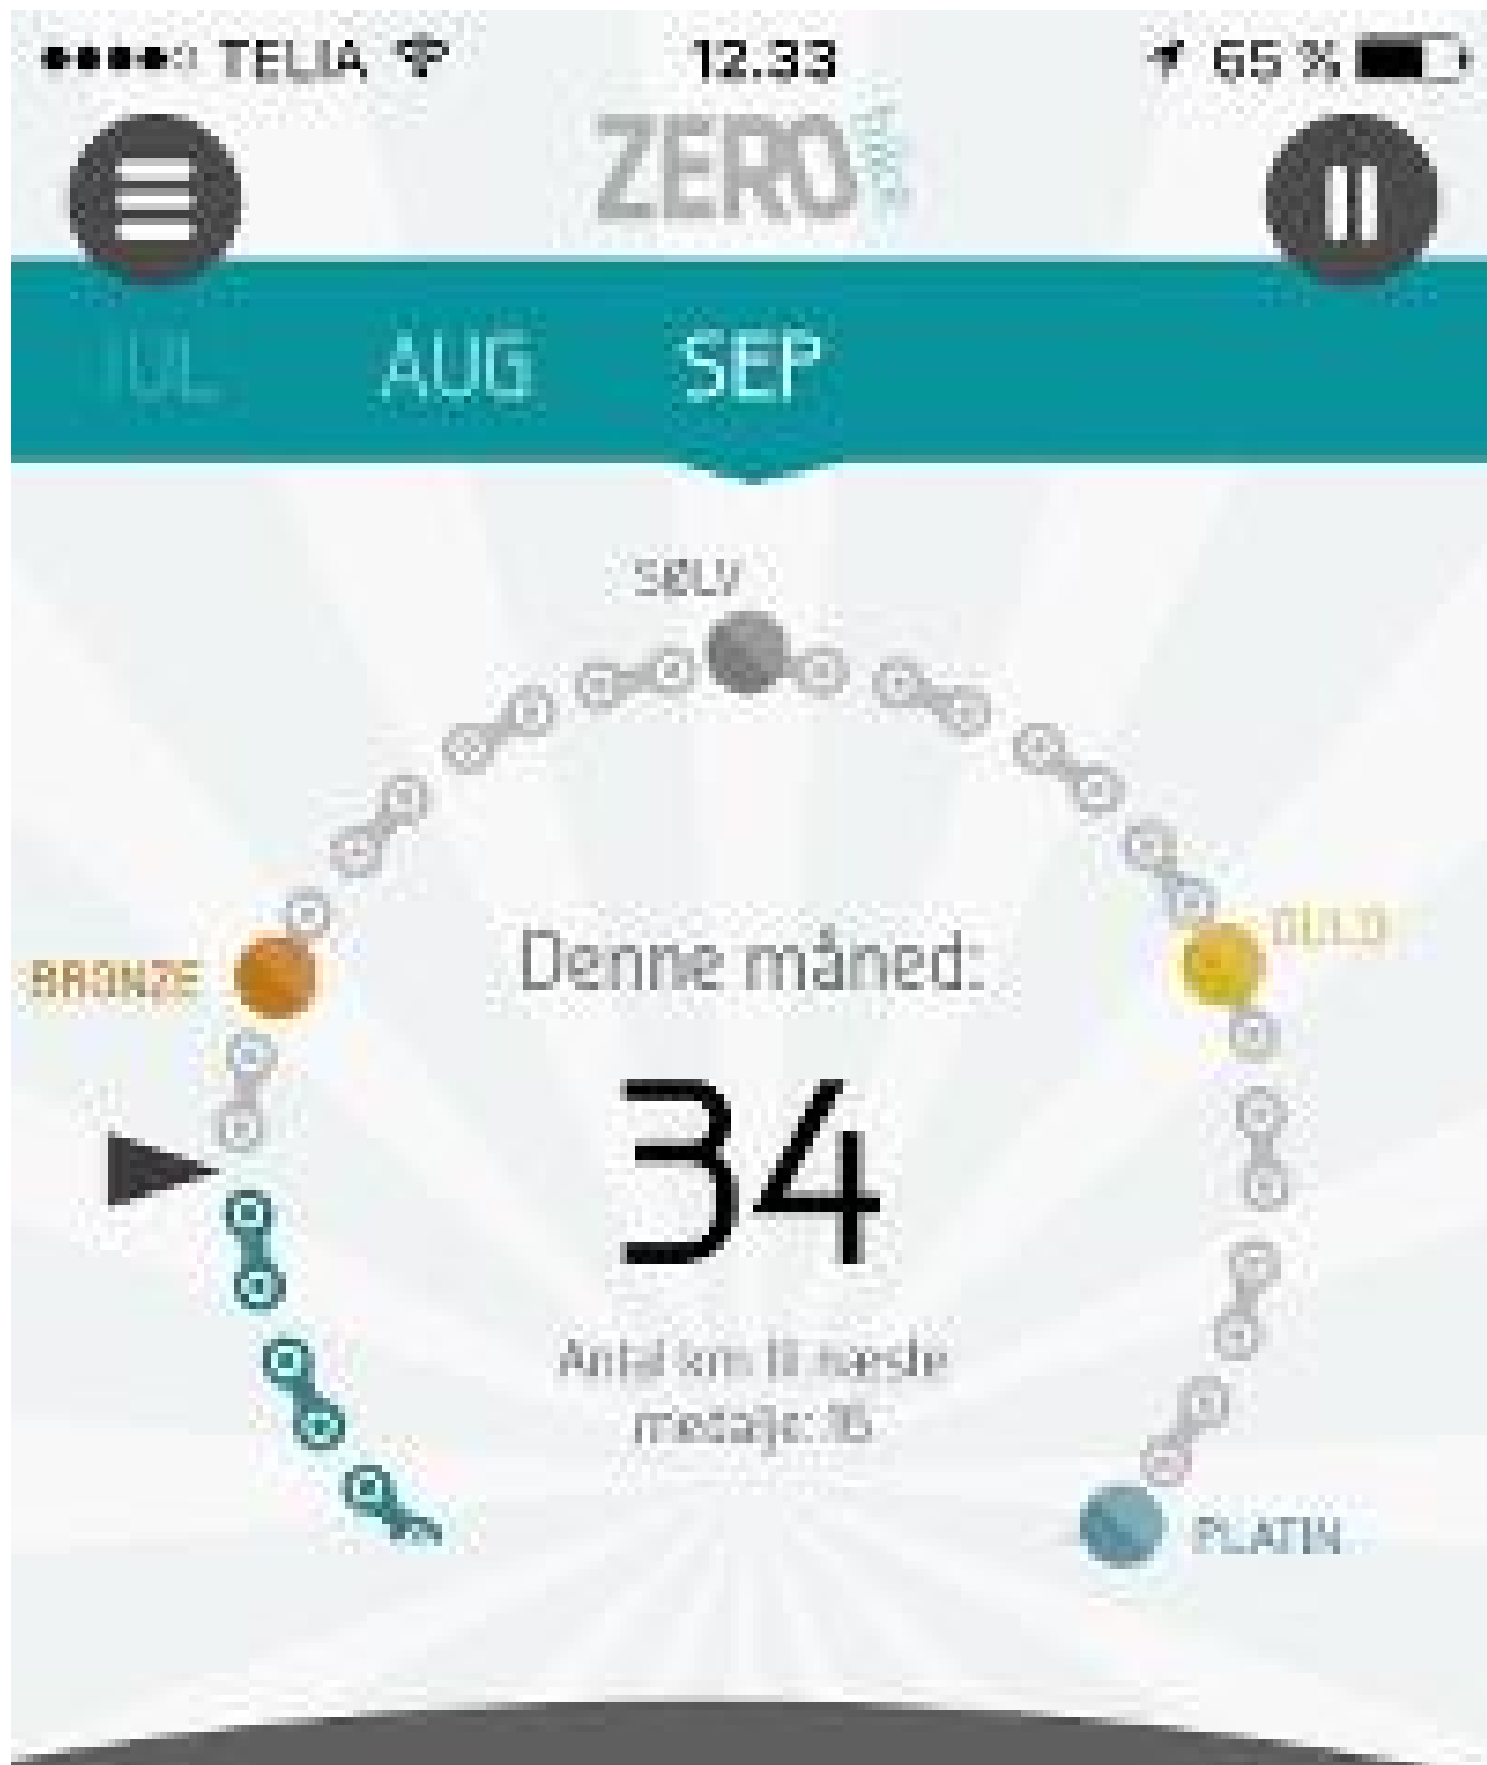 TELIA 12.33 65 %
ZERO
JUL AUG SEP
SØLV
GULD
BRONZE
Denne måned:
34
Antal km til næste
medalje: 16
PLATIN